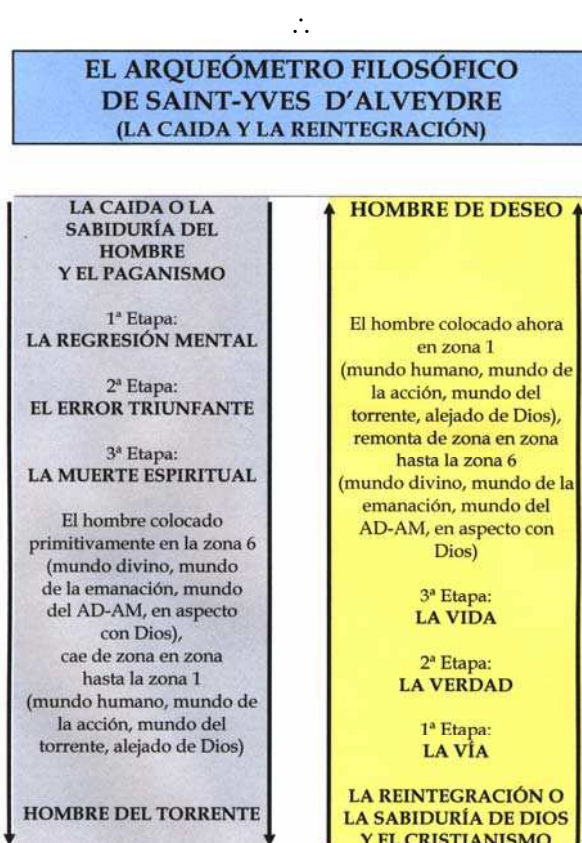 EL ARQUEÓMETRO FILOSÓFICO
DE SAINT-YVES D'ALVEYDRE
(LA CAIDA Y LA REINTEGRACIÓN)
LA CAIDA O LA
SABIDURÍA DEL
HOMBRE
Y EL PAGANISMO
1ª Etapa:
LA REGRESIÓN MENTAL
2ª Etapa:
EL ERROR TRIUNFANTE
3ª Etapa:
LA MUERTE ESPIRITUAL
El hombre colocado
primitivamente en la zona 6
(mundo divino, mundo
de la emanación, mundo
del AD-AM, en aspecto
con Dios),
cae de zona en zona
hasta la zona 1
(mundo humano, mundo de
la acción, mundo del
torrente, alejado de Dios)
HOMBRE DEL TORRENTE
HOMBRE DE DESEO
El hombre colocado ahora
en zona 1
(mundo humano, mundo de
la acción, mundo del
torrente, alejado de Dios),
remonta de zona en zona
hasta la zona 6
(mundo divino, mundo de la
emanación, mundo del
AD-AM, en aspecto con
Dios)
3ª Etapa:
LA VIDA
2ª Etapa:
LA VERDAD
1ª Etapa:
LA VÍA
LA REINTEGRACIÓN O
LA SABIDURÍA DE DIOS
Y EL CRISTIANISMO